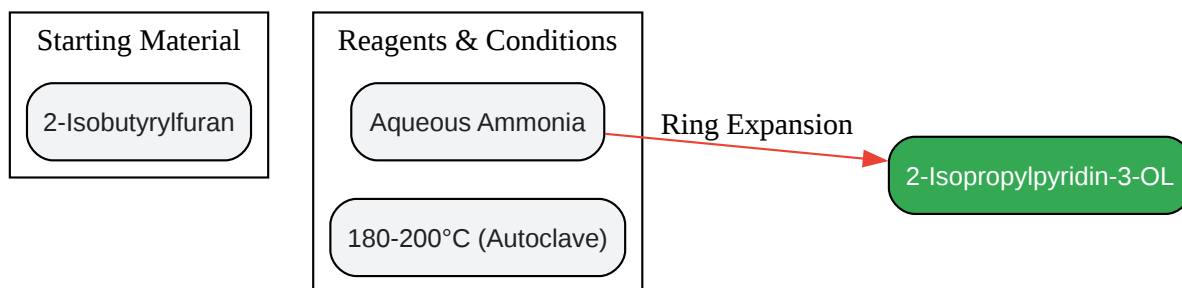 Starting Material
2-Isobutyrylfuran
Reagents & Conditions
Aqueous Ammonia
180-200°C (Autoclave)
Ring Expansion
2-Isopropylpyridin-3-OL